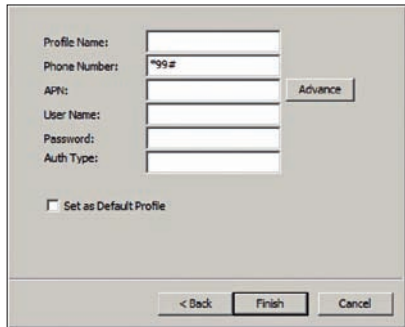 Profile Name:
Phone Number: *99#
APN: Advance
User Name:
Password:
Auth Type:
Set as Default Profile
< Back Finish Cancel